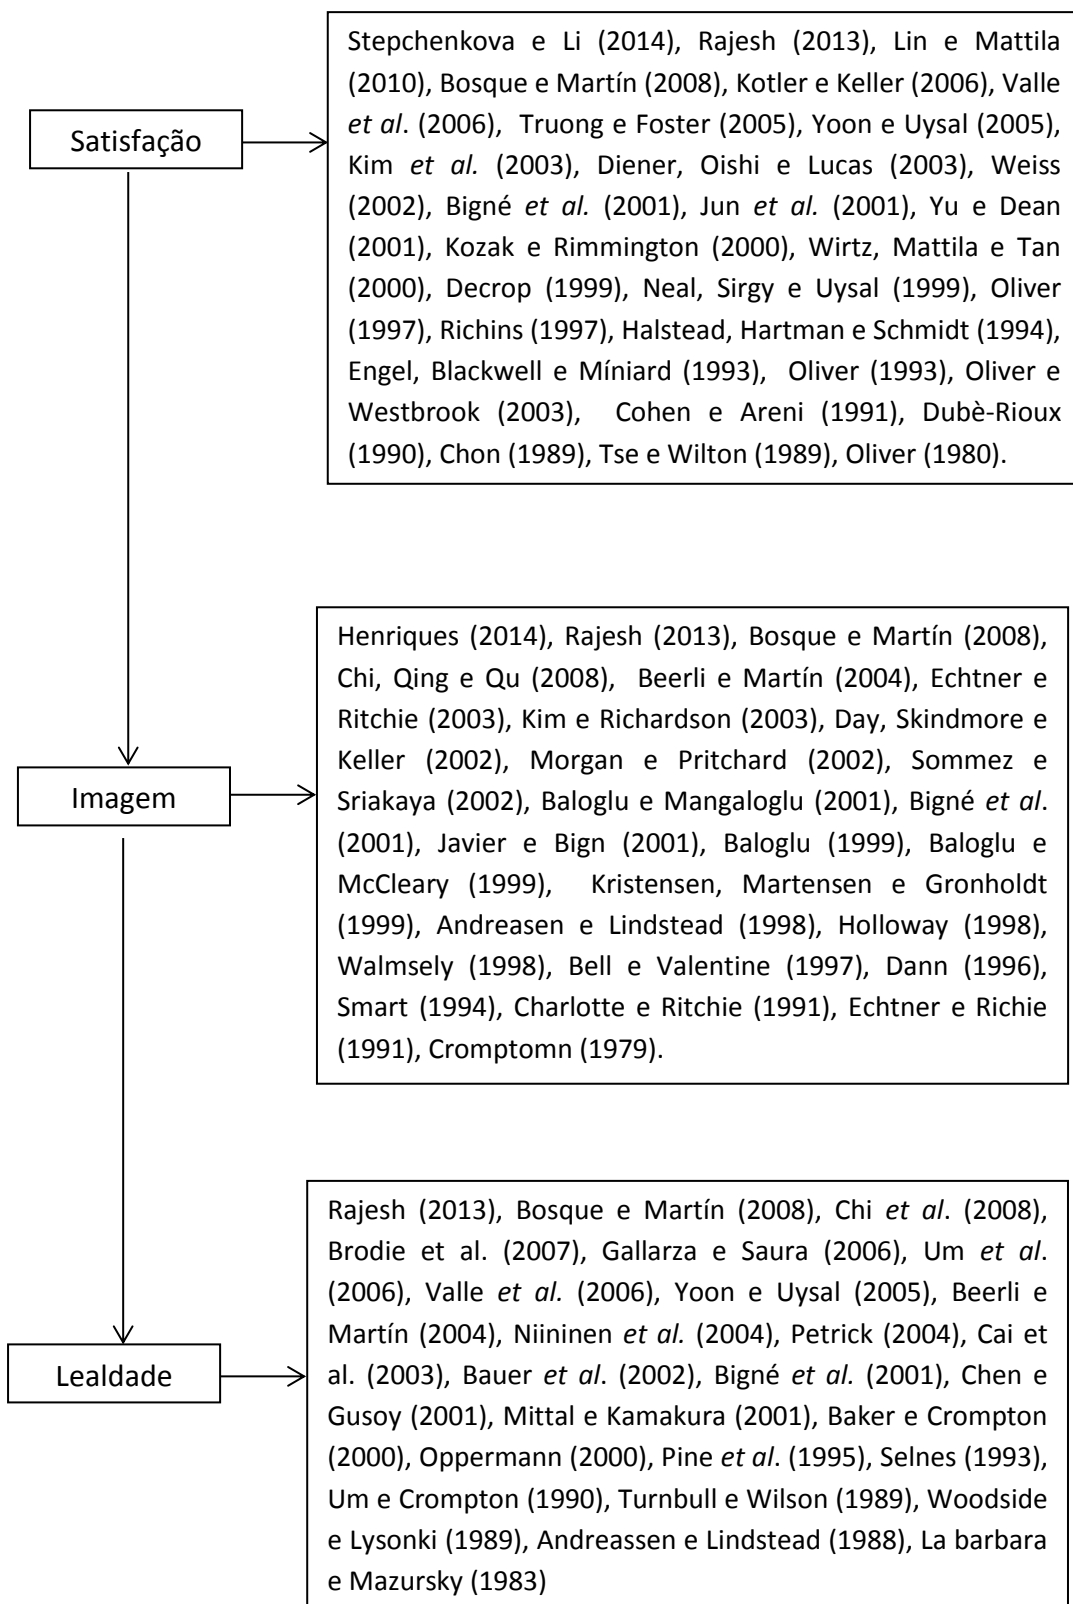 Satisfação
Stepchenkova e Li (2014), Rajesh (2013), Lin e Mattila
(2010), Bosque e Martín (2008), Kotler e Keller (2006), Valle
et al. (2006), Truong e Foster (2005), Yoon e Uysal (2005),
Kim et al. (2003), Diener, Oishi e Lucas (2003), Weiss
(2002), Bigné et al. (2001), Jun et al. (2001), Yu e Dean
(2001), Kozak e Rimmington (2000), Wirtz, Mattila e Tan
(2000), Decrop (1999), Neal, Sirgy e Uysal (1999), Oliver
(1997), Richins (1997), Halstead, Hartman e Schmidt (1994),
Engel, Blackwell e Míniard (1993), Oliver (1993), Oliver e
Westbrook (2003), Cohen e Areni (1991), Dubè-Rioux
(1990), Chon (1989), Tse e Wilton (1989), Oliver (1980).
Imagem
Henriques (2014), Rajesh (2013), Bosque e Martín (2008),
Chi, Qing e Qu (2008), Beerli e Martín (2004), Echtner e
Ritchie (2003), Kim e Richardson (2003), Day, Skindmore e
Keller (2002), Morgan e Pritchard (2002), Sommez e
Sriakaya (2002), Baloglu e Mangaloglu (2001), Bigné et al.
(2001), Javier e Bign (2001), Baloglu (1999), Baloglu e
McCleary (1999), Kristensen, Martensen e Gronholdt
(1999), Andreasen e Lindstead (1998), Holloway (1998),
Walmsely (1998), Bell e Valentine (1997), Dann (1996),
Smart (1994), Charlotte e Ritchie (1991), Echtner e Richie
(1991), Cromptomn (1979).
Lealdade
Rajesh (2013), Bosque e Martín (2008), Chi et al. (2008),
Brodie et al. (2007), Gallarza e Saura (2006), Um et al.
(2006), Valle et al. (2006), Yoon e Uysal (2005), Beerli e
Martín (2004), Niininen et al. (2004), Petrick (2004), Cai et
al. (2003), Bauer et al. (2002), Bigné et al. (2001), Chen e
Gusoy (2001), Mittal e Kamakura (2001), Baker e Crompton
(2000), Oppermann (2000), Pine et al. (1995), Selnes (1993),
Um e Crompton (1990), Turnbull e Wilson (1989), Woodside
e Lysonki (1989), Andreassen e Lindstead (1988), La barbara
e Mazursky (1983)